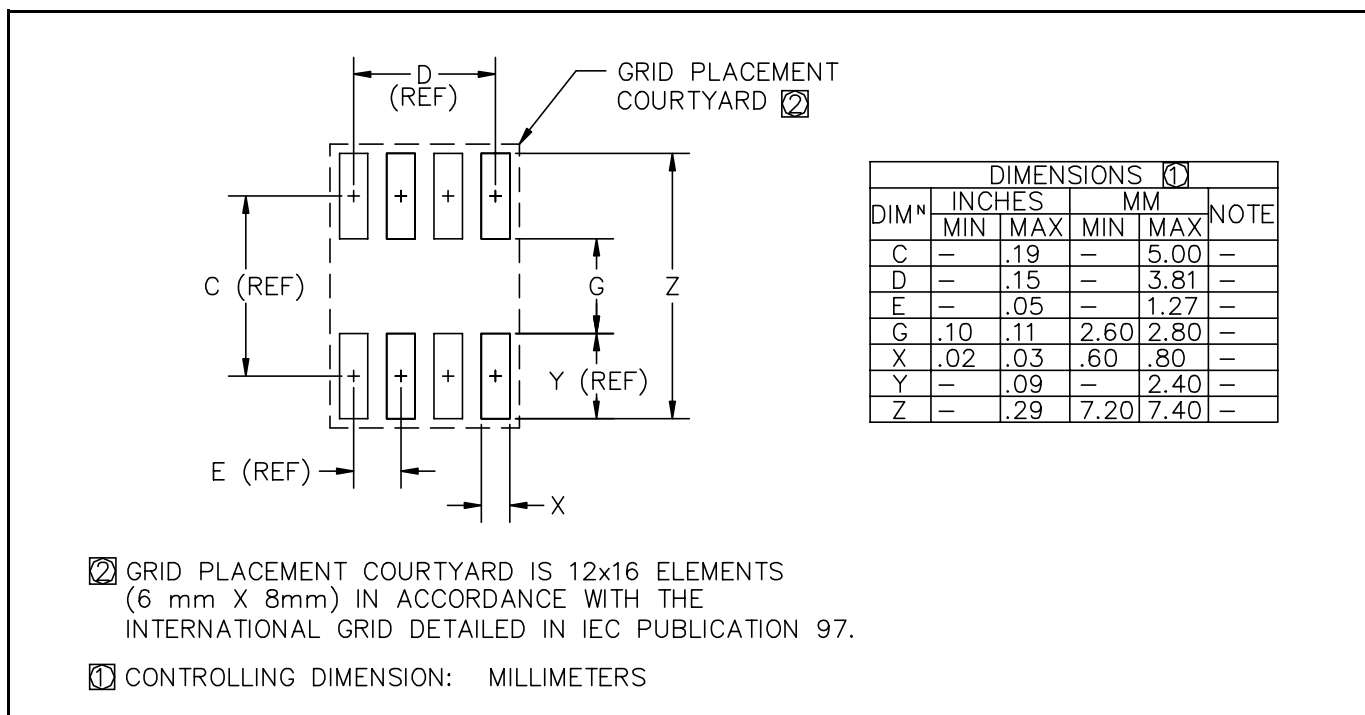 D
(REF)
GRID PLACEMENT
COURTYARD ②
C (REF)
G
Z
Y (REF)
E (REF)
X
DIMENSIONS ①
DIMᴺ INCHES MM NOTE
MIN MAX MIN MAX
C – .19 – 5.00 –
D – .15 – 3.81 –
E – .05 – 1.27 –
G .10 .11 2.60 2.80 –
X .02 .03 .60 .80 –
Y – .09 – 2.40 –
Z – .29 7.20 7.40 –
② GRID PLACEMENT COURTYARD IS 12x16 ELEMENTS
(6 mm X 8mm) IN ACCORDANCE WITH THE
INTERNATIONAL GRID DETAILED IN IEC PUBLICATION 97.
① CONTROLLING DIMENSION: MILLIMETERS